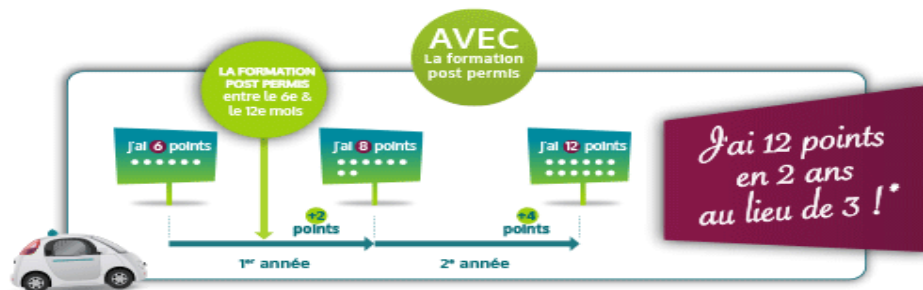 AVEC
La formation
post permis
LA FORMATION
POST PERMIS
entre le 6e &
le 12e mois
J'ai 6 points
J'ai 8 points
J'ai 12 points
+2
points
+4
points
1er année
2e année
J'ai 12 points
en 2 ans
au lieu de 3 !*